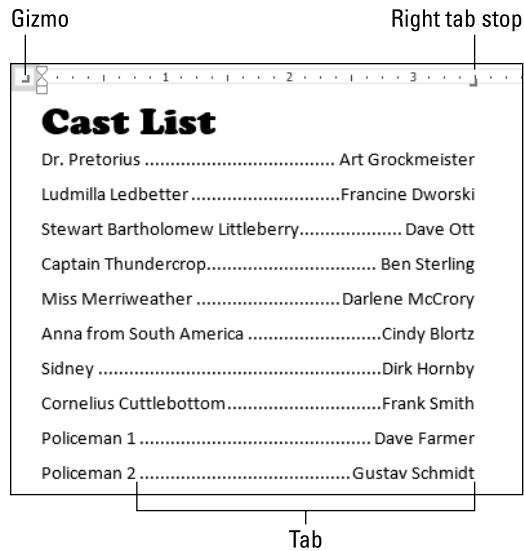 Gizmo Right tab stop
1 2 3
Cast List
Dr. Pretorius ..................................... Art Grockmeister
Ludmilla Ledbetter .............................Francine Dworski
Stewart Bartholomew Littleberry.................... Dave Ott
Captain Thundercrop.................................. Ben Sterling
Miss Merriweather ............................. Darlene McCrory
Anna from South America ..........................Cindy Blortz
Sidney .......................................................Dirk Hornby
Cornelius Cuttlebottom..............................Frank Smith
Policeman 1 .............................................. Dave Farmer
Policeman 2 .........................................Gustav Schmidt
Tab